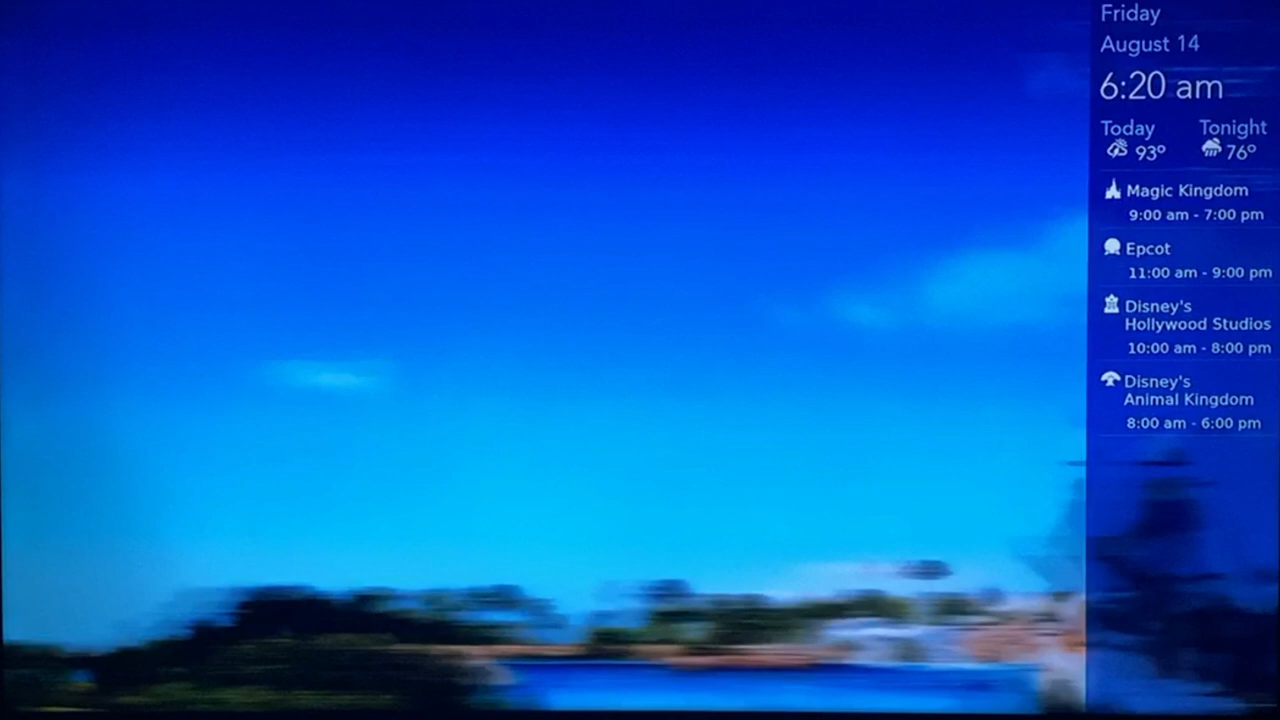 Friday
August 14
6:20 am
Today Tonight
93° 76°
Magic Kingdom
9:00 am - 7:00 pm
Epcot
11:00 am - 9:00 pm
Disney's
Hollywood Studios
10:00 am - 8:00 pm
Disney's
Animal Kingdom
8:00 am - 6:00 pm